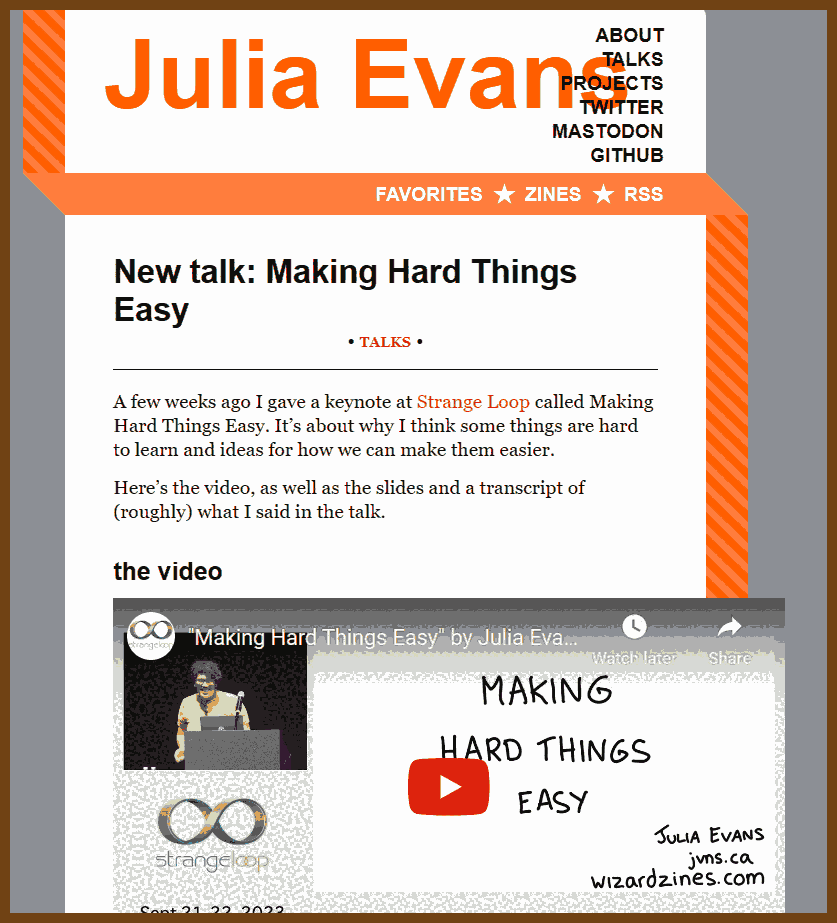 Julia Evans
ABOUT
TALKS
PROJECTS
TWITTER
MASTODON
GITHUB
FAVORITES ★ ZINES ★ RSS
New talk: Making Hard Things
Easy
• TALKS •
A few weeks ago I gave a keynote at Strange Loop called Making
Hard Things Easy. It’s about why I think some things are hard
to learn and ideas for how we can make them easier.
Here’s the video, as well as the slides and a transcript of
(roughly) what I said in the talk.
the video
strangeloop
"Making Hard Things Easy" by Julia Eva...
Watch later
Share
MAKING
HARD THINGS
EASY
JULIA EVANS
jvns.ca
wizardzines.com
strangeloop
Sept 21-22, 2023